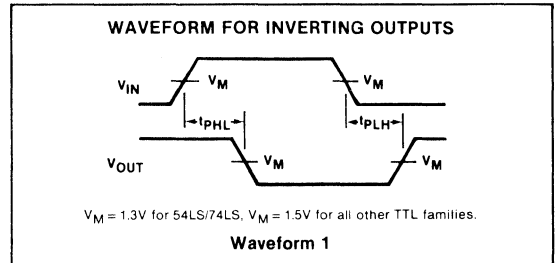 WAVEFORM FOR INVERTING OUTPUTS
VIN
VM
VM
tPHL
tPLH
VOUT
VM
VM
VM = 1.3V for 54LS/74LS, VM = 1.5V for all other TTL families.
Waveform 1